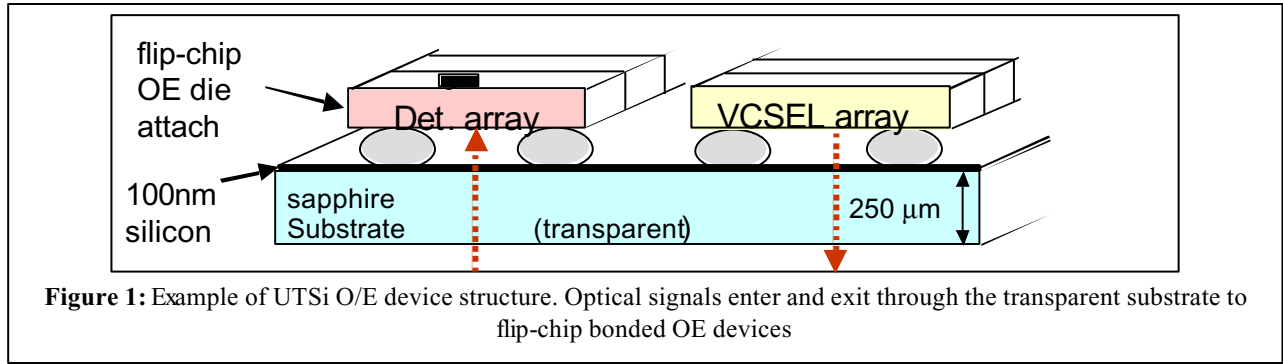 flip-chip
OE die
attach
Det. array
VCSEL array
100nm
silicon
sapphire
Substrate
(transparent)
250 μm
Figure 1: Example of UTSi O/E device structure. Optical signals enter and exit through the transparent substrate to
flip-chip bonded OE devices